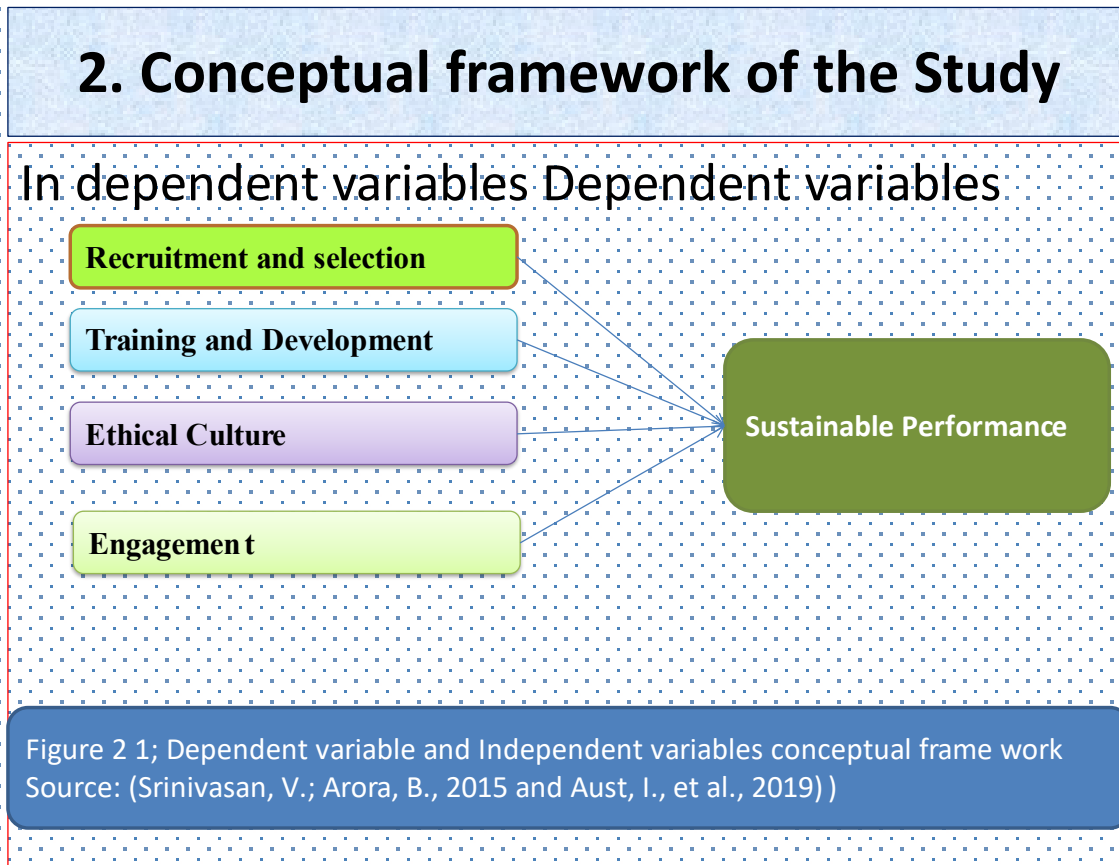 2. Conceptual framework of the Study
In dependent variables Dependent variables
Recruitment and selection
Training and Development
Ethical Culture
Engagement
Sustainable Performance
Figure 2 1; Dependent variable and Independent variables conceptual frame work
Source: (Srinivasan, V.; Arora, B., 2015 and Aust, I., et al., 2019) )